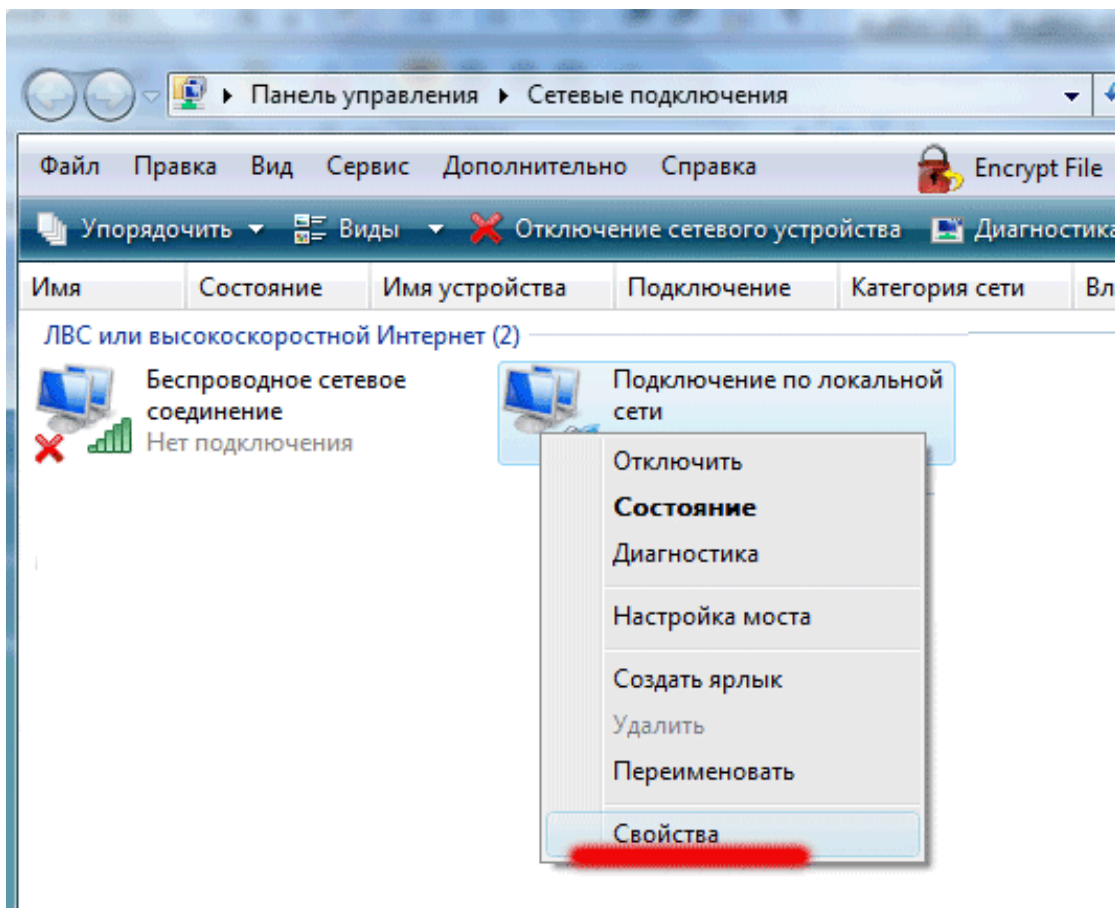 Панель управления Сетевые подключения
Файл Правка Вид Сервис Дополнительно Справка Encrypt File
Упорядочить Виды Отключение сетевого устройства Диагностика
Имя Состояние Имя устройства Подключение Категория сети Вл
ЛВС или высокоскоростной Интернет (2)
Беспроводное сетевое
соединение
Нет подключения
Подключение по локальной
сети
Отключить
Состояние
Диагностика
Настройка моста
Создать ярлык
Удалить
Переименовать
Свойства